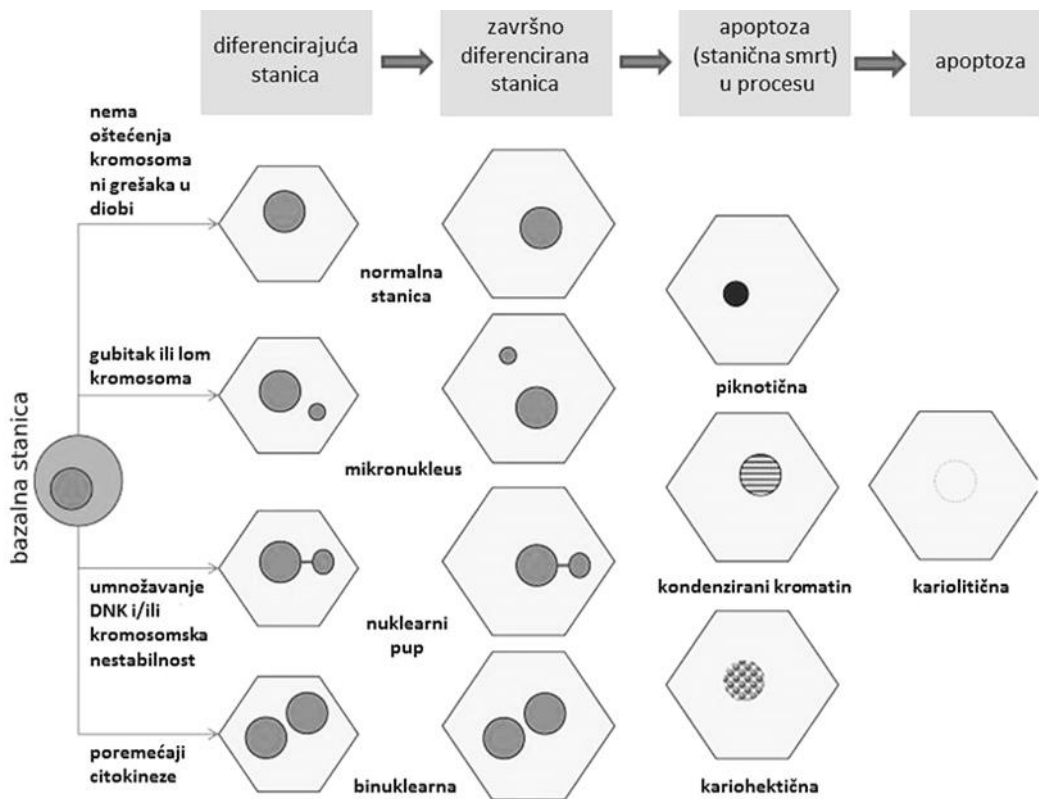 diferencirajuća
stanica
završno
diferencirana
stanica
apoptoza
(stanična smrt)
u procesu
apoptoza
nema
oštećenja
kromosoma
ni grešaka u
diobi
normalna
stanica
gubitak ili lom
kromosoma
mikronukleus
piknotična
bazalna stanica
umnožavanje
DNK i/ili
kromosomska
nestabilnost
nuklearni
pup
kondenzirani kromatin
kariolitična
poremećaji
citokineze
binuklearna
kariohektična